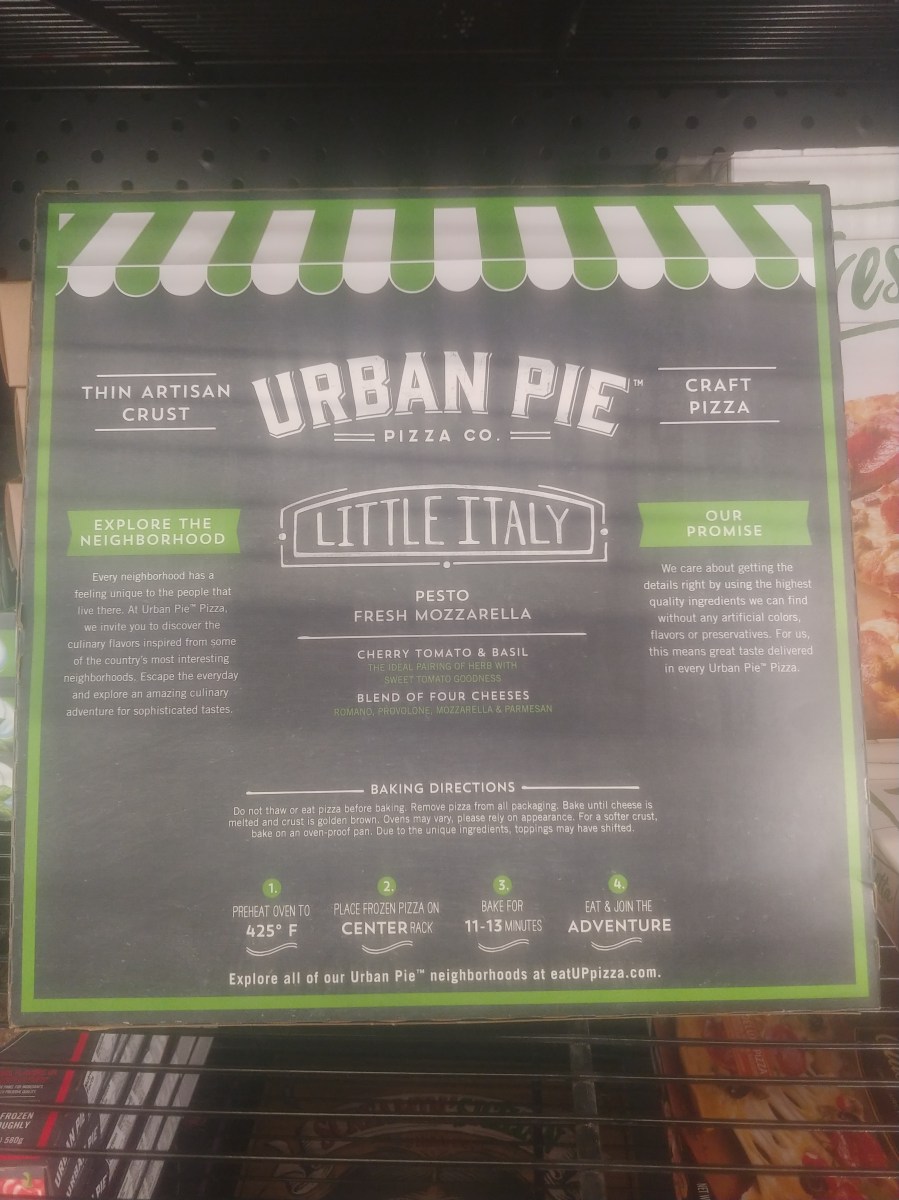 THIN ARTISAN
CRUST
URBAN PIE™
PIZZA CO.
CRAFT
PIZZA
EXPLORE THE
NEIGHBORHOOD
Every neighborhood has a
feeling unique to the people that
live there. At Urban Pie™ Pizza,
we invite you to discover the
culinary flavors inspired from some
of the country's most interesting
neighborhoods. Escape the everyday
and explore an amazing culinary
adventure for sophisticated tastes.
LITTLE ITALY
PESTO
FRESH MOZZARELLA
CHERRY TOMATO & BASIL
THE IDEAL PAIRING OF HERB WITH
SWEET TOMATO GOODNESS
BLEND OF FOUR CHEESES
ROMANO, PROVOLONE, MOZZARELLA & PARMESAN
OUR
PROMISE
We care about getting the
details right by using the highest
quality ingredients we can find
without any artificial colors,
flavors or preservatives. For us,
this means great taste delivered
in every Urban Pie™ Pizza.
BAKING DIRECTIONS
Do not thaw or eat pizza before baking. Remove pizza from all packaging. Bake until cheese is
melted and crust is golden brown. Ovens may vary, please rely on appearance. For a softer crust,
bake on an oven-proof pan. Due to the unique ingredients, toppings may have shifted.
1.
PREHEAT OVEN TO
425° F
2.
PLACE FROZEN PIZZA ON
CENTER RACK
3.
BAKE FOR
11-13 MINUTES
4.
EAT & JOIN THE
ADVENTURE
Explore all of our Urban Pie™ neighborhoods at eatUPpizza.com.
FROZEN
580g
URBAN PIE